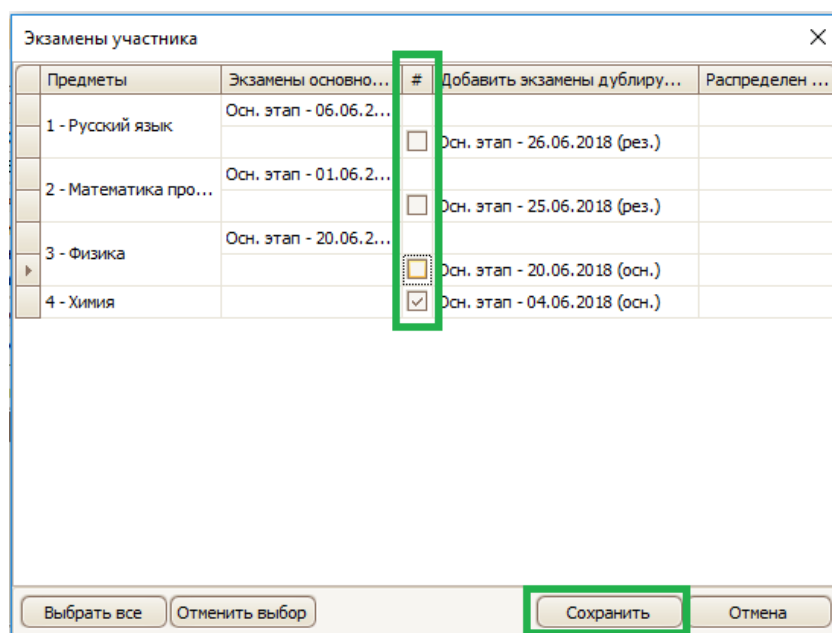 Экзамены участника
Предметы Экзамены основно... # Добавить экзамены дублиру... Распределен ...
1 - Русский язык Осн. этап - 06.06.2...
Осн. этап - 26.06.2018 (рез.)
2 - Математика про... Осн. этап - 01.06.2...
Осн. этап - 25.06.2018 (рез.)
3 - Физика Осн. этап - 20.06.2...
Осн. этап - 20.06.2018 (осн.)
4 - Химия Осн. этап - 04.06.2018 (осн.)
Выбрать все Отменить выбор Сохранить Отмена